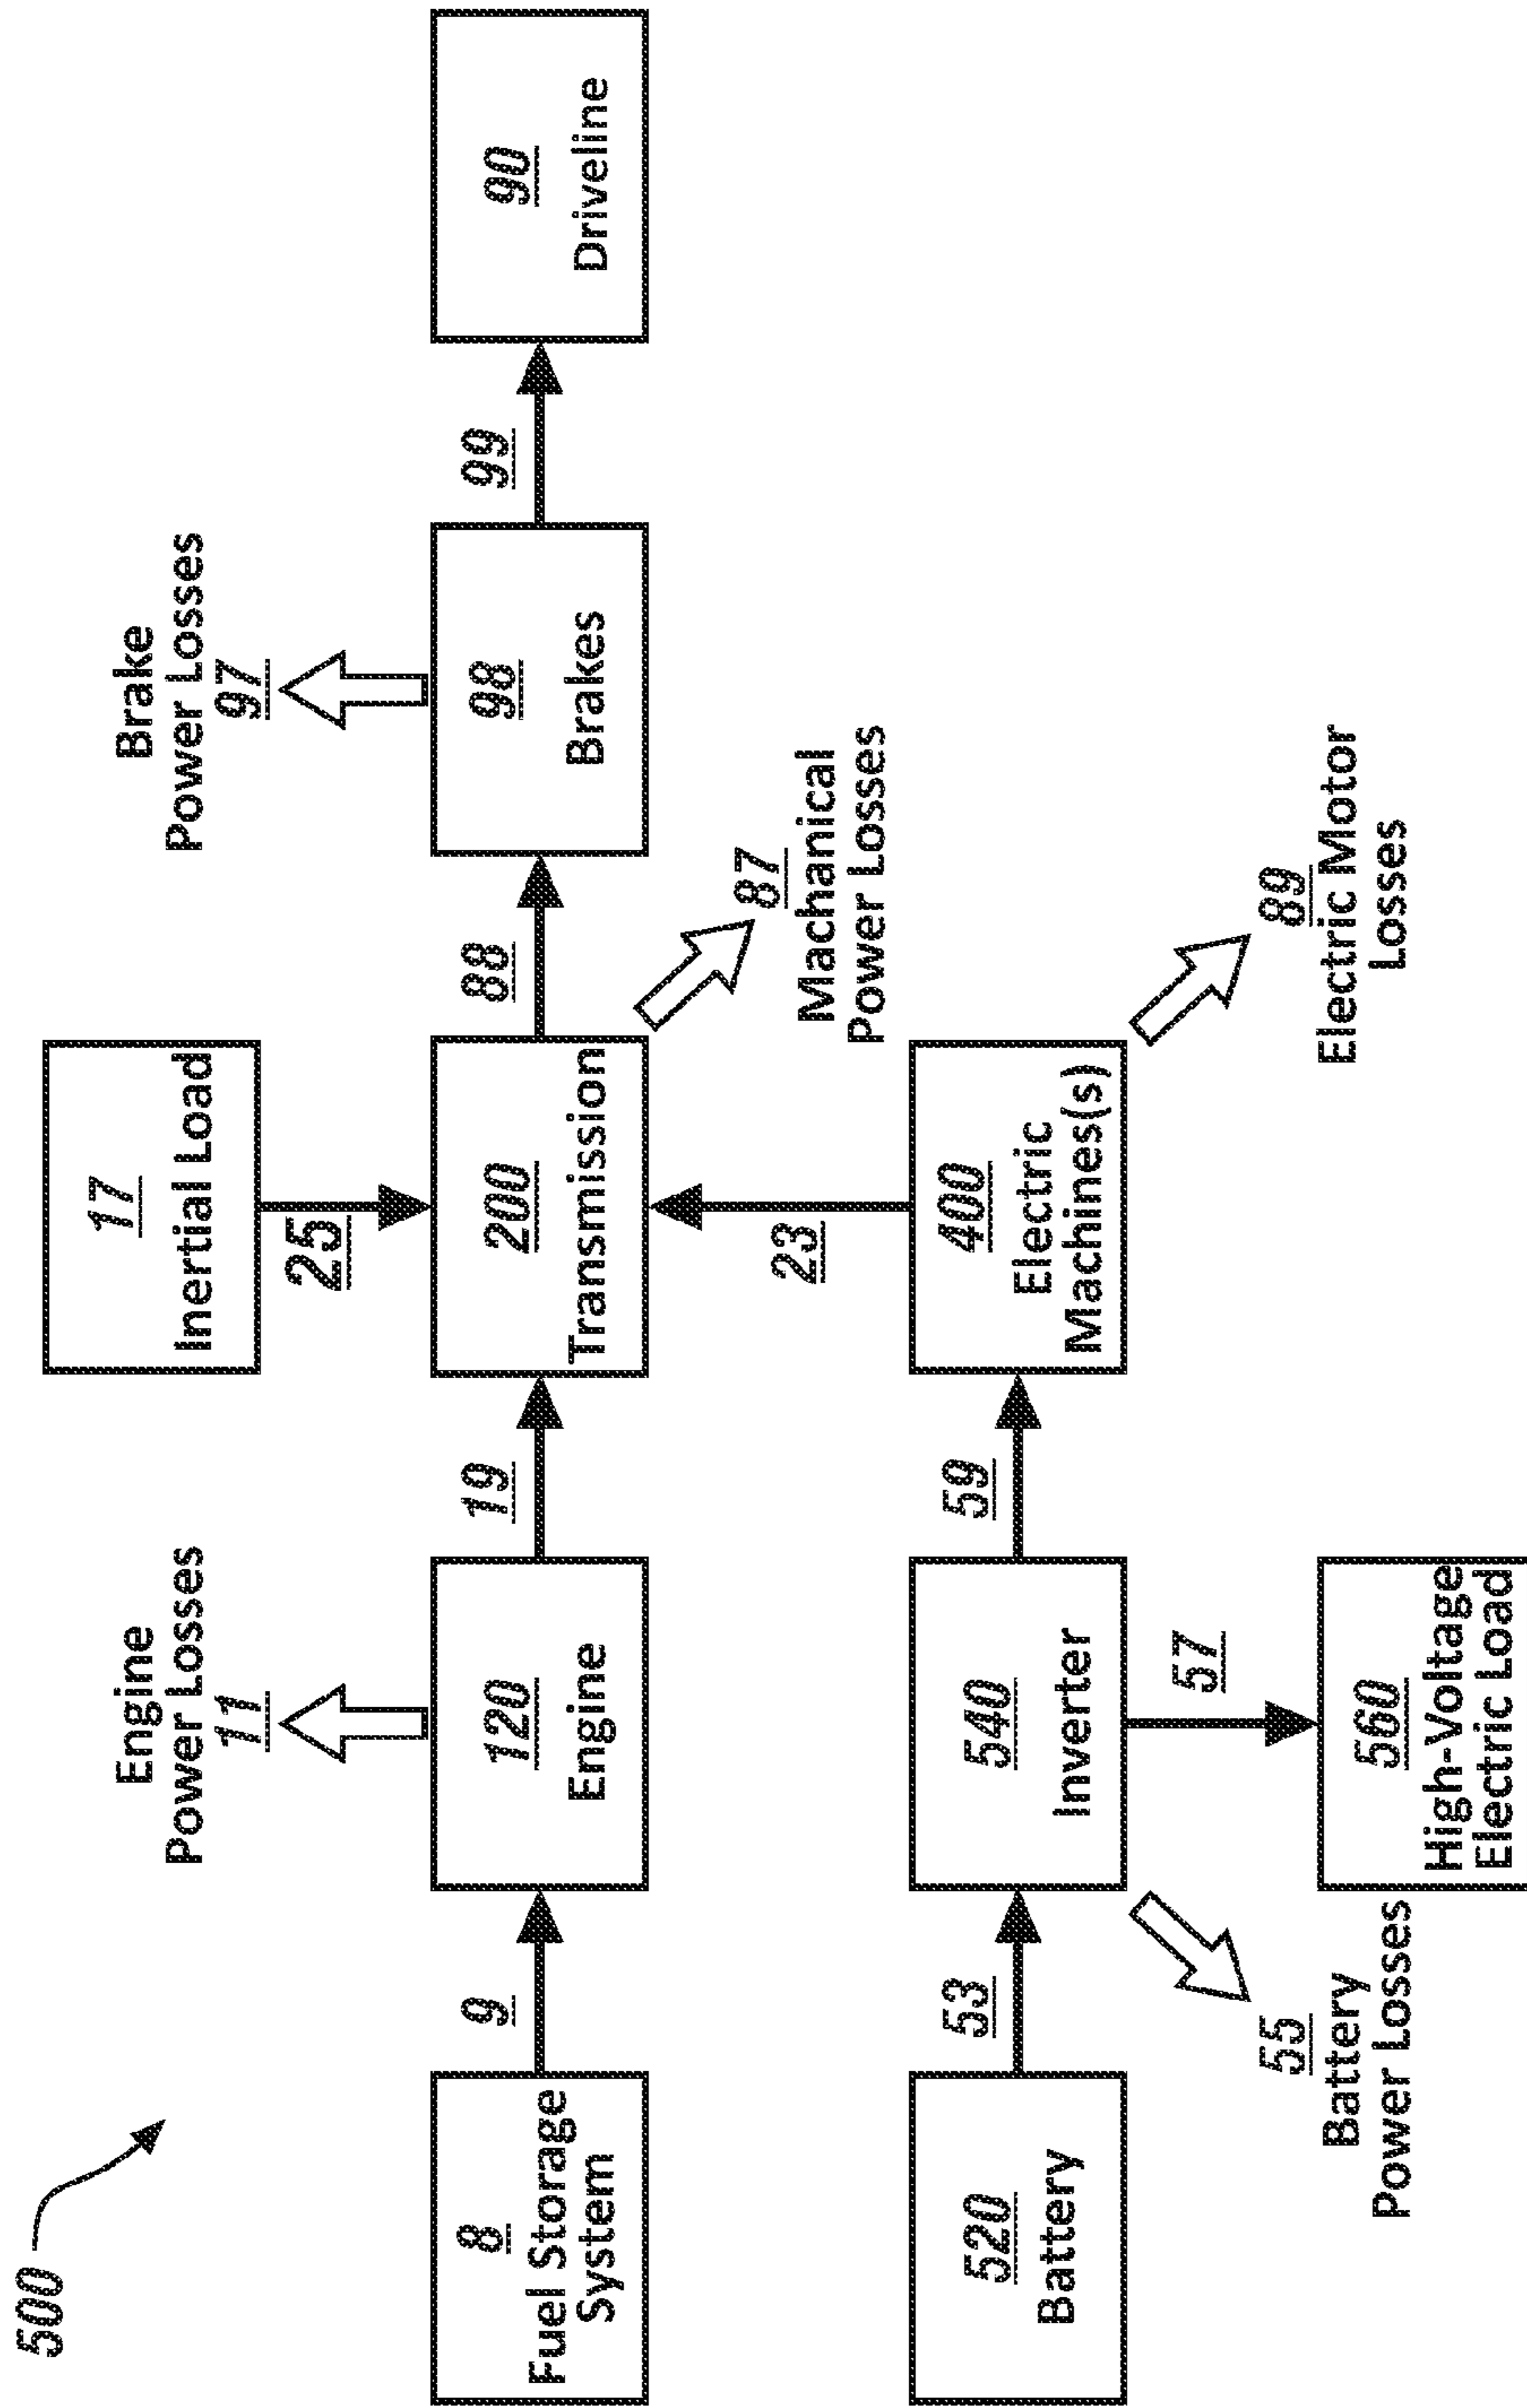 500
Engine
Power Losses
11
Brake
Power Losses
97
17
Inertial Load
25
8
Fuel Storage
System
9
120
Engine
19
200
Transmission
88
98
Brakes
99
90
Driveline
87
Machanical
Power Losses
23
520
Battery
53
540
Inverter
59
400
Electric
Machines(s)
57
55
Battery
Power Losses
560
High-Voltage
Electric Load
89
Electric Motor
Losses